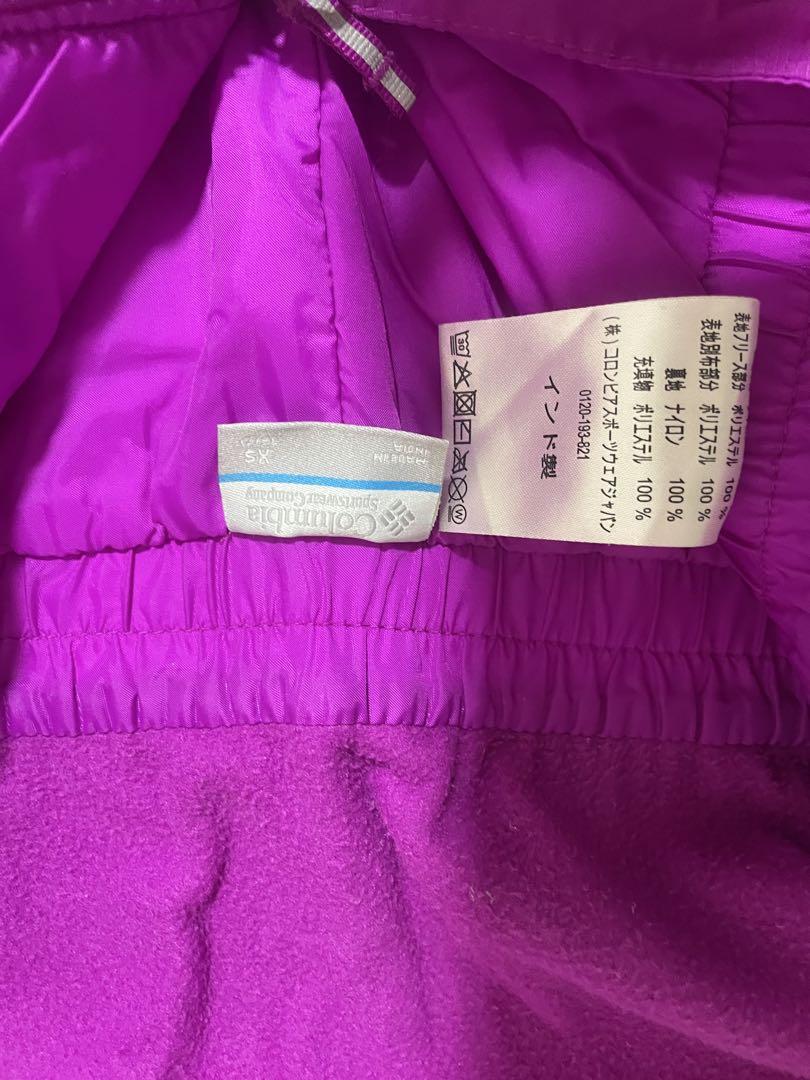 表地フリース部分 ポリエステル 100 %
表地別布部分 ポリエステル 100 %
裏地 ナイロン 100 %
充填物 ポリエステル 100 %
インド製
0120-193-821
(株)コロンビアスポーツウェアジャパン
30
W
Columbia
Sportswear Company
XS
MADE IN
INDIA